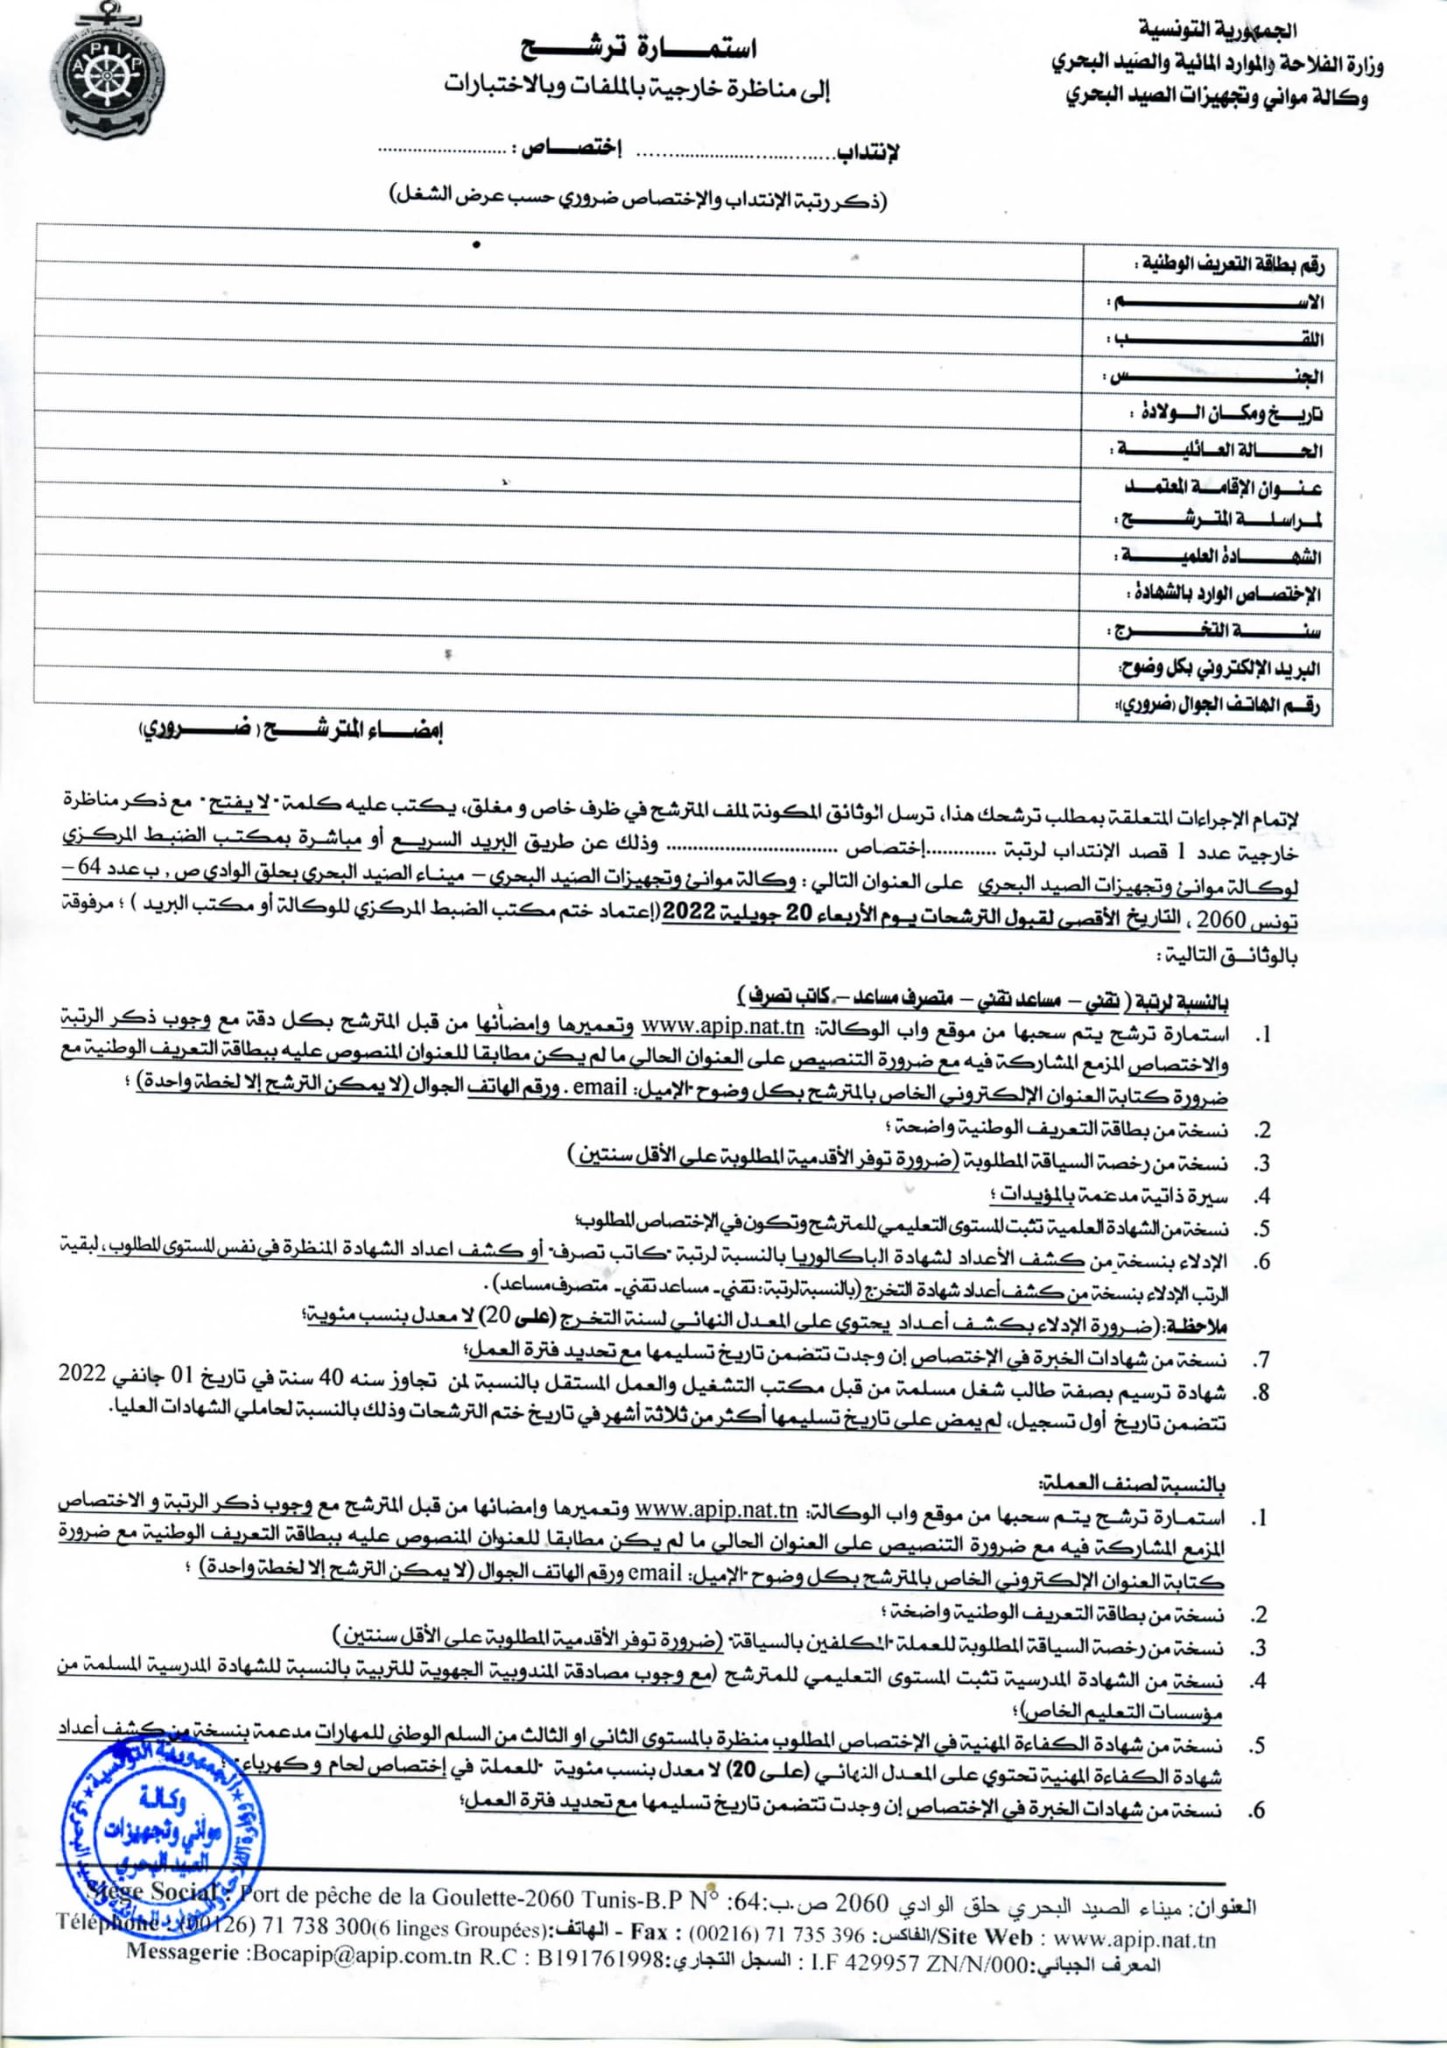 الجمهورية التونسية
وزارة الفلاحة والموارد المائية والصيد البحري
وكالة مواني وتجهيزات الصيد البحري
A P I P
استمـــارة ترشـــح
إلى مناظرة خارجية بالملفات وبالاختبارات
لإنتداب........................... إختصـــاص : .........................
(ذكر رتبة الإنتداب والإختصاص ضروري حسب عرض الشغل)
رقم بطاقة التعريف الوطنية :
الاســـــــم :
اللقـــــــب :
الجنـــــــس :
تاريــخ ومكــان الــولادة :
الحـــالة العــائليــــة :
عنــوان الإقامــة المعتمد
لمراسلــة المترشـــح :
الشهــــادة العلميــــة :
الإختصـاص الوارد بالشهادة :
سنـــة التخـــرج :
البريد الإلكتروني بكل وضوح:
رقـم الهاتـف الجوال (ضروري):
إمضــاء المترشـــح ( ضـــروري)
لإتمام الإجراءات المتعلقة بمطلب ترشحك هذا، ترسل الوثائق المكونة لملف المترشح في ظرف خاص و مغلق، يكتب عليه كلمة " لا يفتح " مع ذكر مناظرة
خارجية عدد 1 قصد الإنتداب لرتبة .............إختصاص ............................ وذلك عن طريق البريد السريع أو مباشرة بمكتب الضبط المركزي
لوكالة موانئ وتجهيزات الصيد البحري على العنوان التالي : وكالة موانئ وتجهيزات الصيد البحري – ميناء الصيد البحري بحلق الوادي ص . ب عدد 64 –
تونس 2060 ، التاريخ الأقصى لقبول الترشحات يوم الأربعاء 20 جويلية 2022(إعتماد ختم مكتب الضبط المركزي للوكالة أو مكتب البريد ) ؛ مرفوقة
بالوثائـق التالية :
بالنسبة لرتبة ( تقني – مساعد تقني – متصرف مساعد – كاتب تصرف )
1. استمارة ترشح يتم سحبها من موقع واب الوكالة: www.apip.nat.tn وتعميرها وإمضائها من قبل المترشح بكل دقة مع وجوب ذكر الرتبة
والاختصاص المزمع المشاركة فيه مع ضرورة التنصيص على العنوان الحالي ما لم يكن مطابقا للعنوان المنصوص عليه ببطاقة التعريف الوطنية مع
ضرورة كتابة العنوان الإلكتروني الخاص بالمترشح بكل وضوح "الإميل: email . ورقم الهاتف الجوال (لا يمكن الترشح إلا لخطة واحدة) ؛
2. نسخة من بطاقة التعريف الوطنية واضحة ؛
3. نسخة من رخصة السياقة المطلوبة (ضرورة توفر الأقدمية المطلوبة على الأقل سنتين )
4. سيرة ذاتية مدعمة بالمؤيدات ؛
5. نسخة من الشهادة العلمية تثبت المستوى التعليمي للمترشح وتكون في الإختصاص المطلوب؛
6. الإدلاء بنسخة من كشف الأعداد لشهادة الباكالوريا بالنسبة لرتبة "كاتب تصرف" أو كشف اعداد الشهادة المنظرة في نفس المستوى المطلوب ، لبقية
الرتب الإدلاء بنسخة من كشف أعداد شهادة التخرج (بالنسبة لرتبة: تقني- مساعد تقني- متصرف مساعد) .
ملاحظة: (ضرورة الإدلاء بكشف أعداد يحتوي على المعدل النهائي لسنة التخرج (على 20) لا معدل بنسب مئوية؛
7. نسخة من شهادات الخبرة في الإختصاص إن وجدت تتضمن تاريخ تسليمها مع تحديد فترة العمل؛
8. شهادة ترسيم بصفة طالب شغل مسلمة من قبل مكتب التشغيل والعمل المستقل بالنسبة لمن تجاوز سنه 40 سنة في تاريخ 01 جانفي 2022
تتضمن تاريخ أول تسجيل، لم يمض على تاريخ تسليمها أكثر من ثلاثة أشهر في تاريخ ختم الترشحات وذلك بالنسبة لحاملي الشهادات العليا.
بالنسبة لصنف العملة:
1. استمارة ترشح يتم سحبها من موقع واب الوكالة: www.apip.nat.tn وتعميرها وإمضائها من قبل المترشح مع وجوب ذكر الرتبة و الاختصاص
المزمع المشاركة فيه مع ضرورة التنصيص على العنوان الحالي ما لم يكن مطابقا للعنوان المنصوص عليه ببطاقة التعريف الوطنية مع ضرورة
كتابة العنوان الإلكتروني الخاص بالمترشح بكل وضوح "الإميل: email ورقم الهاتف الجوال (لا يمكن الترشح إلا لخطة واحدة) ؛
2. نسخة من بطاقة التعريف الوطنية واضحة ؛
3. نسخة من رخصة السياقة المطلوبة للعملة "المكلفين بالسياقة" (ضرورة توفر الأقدمية المطلوبة على الأقل سنتين )
4. نسخة من الشهادة المدرسية تثبت المستوى التعليمي للمترشح (مع وجوب مصادقة المندوبية الجهوية للتربية بالنسبة للشهادة المدرسية المسلمة من
مؤسسات التعليم الخاص)؛
5. نسخة من شهادة الكفاءة المهنية في الإختصاص المطلوب منظرة بالمستوى الثاني او الثالث من السلم الوطني للمهارات مدعمة بنسخة من كشف أعداد
شهادة الكفاءة المهنية تحتوي على المعدل النهائي (على 20) لا معدل بنسب مئوية "للعملة في إختصاص لحام و كهرباء"
6. نسخة من شهادات الخبرة في الإختصاص إن وجدت تتضمن تاريخ تسليمها مع تحديد فترة العمل؛
الجمهورية التونسية
وكالة
مواني وتجهيزات
الصيد البحري
Siège Social : Port de pêche de la Goulette-2060 Tunis-B.P N° :64:العنوان: ميناء الصيد البحري حلق الوادي 2060 ص.ب
Téléphone : (00126) 71 738 300(6 linges Groupées):الهاتف - Fax : (00216) 71 735 396 :الفاكس/Site Web : www.apip.nat.tn
Messagerie :Bocapip@apip.com.tn R.C : B191761998:السجل التجاري : I.F 429957 ZN/N/000:المعرف الجبائي